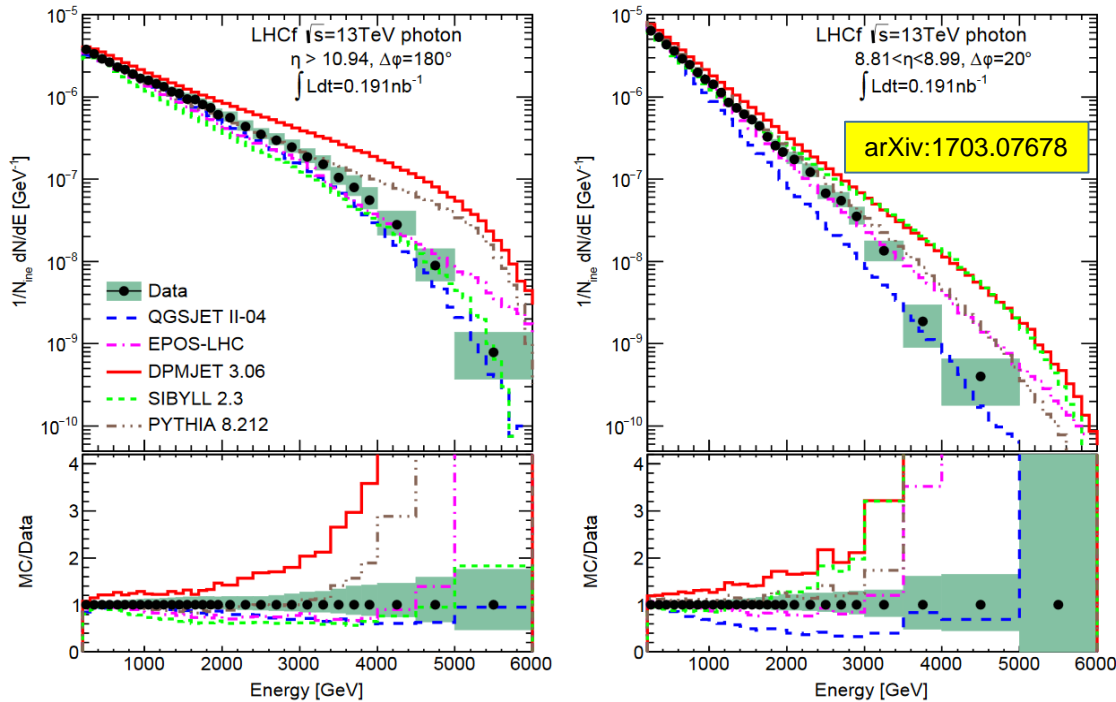 LHCf √s=13TeV photon
η > 10.94, Δφ=180°
∫Ldt=0.191nb⁻¹
1/N_ine dN/dE [GeV⁻¹]
10⁻⁵
10⁻⁶
10⁻⁷
10⁻⁸
10⁻⁹
10⁻¹⁰
Data
QGSJET II-04
EPOS-LHC
DPMJET 3.06
SIBYLL 2.3
PYTHIA 8.212
MC/Data
4
3
2
1
0
1000 2000 3000 4000 5000 6000
Energy [GeV]
LHCf √s=13TeV photon
8.81<η<8.99, Δφ=20°
∫Ldt=0.191nb⁻¹
arXiv:1703.07678
1/N_ine dN/dE [GeV⁻¹]
10⁻⁵
10⁻⁶
10⁻⁷
10⁻⁸
10⁻⁹
10⁻¹⁰
MC/Data
4
3
2
1
0
1000 2000 3000 4000 5000 6000
Energy [GeV]